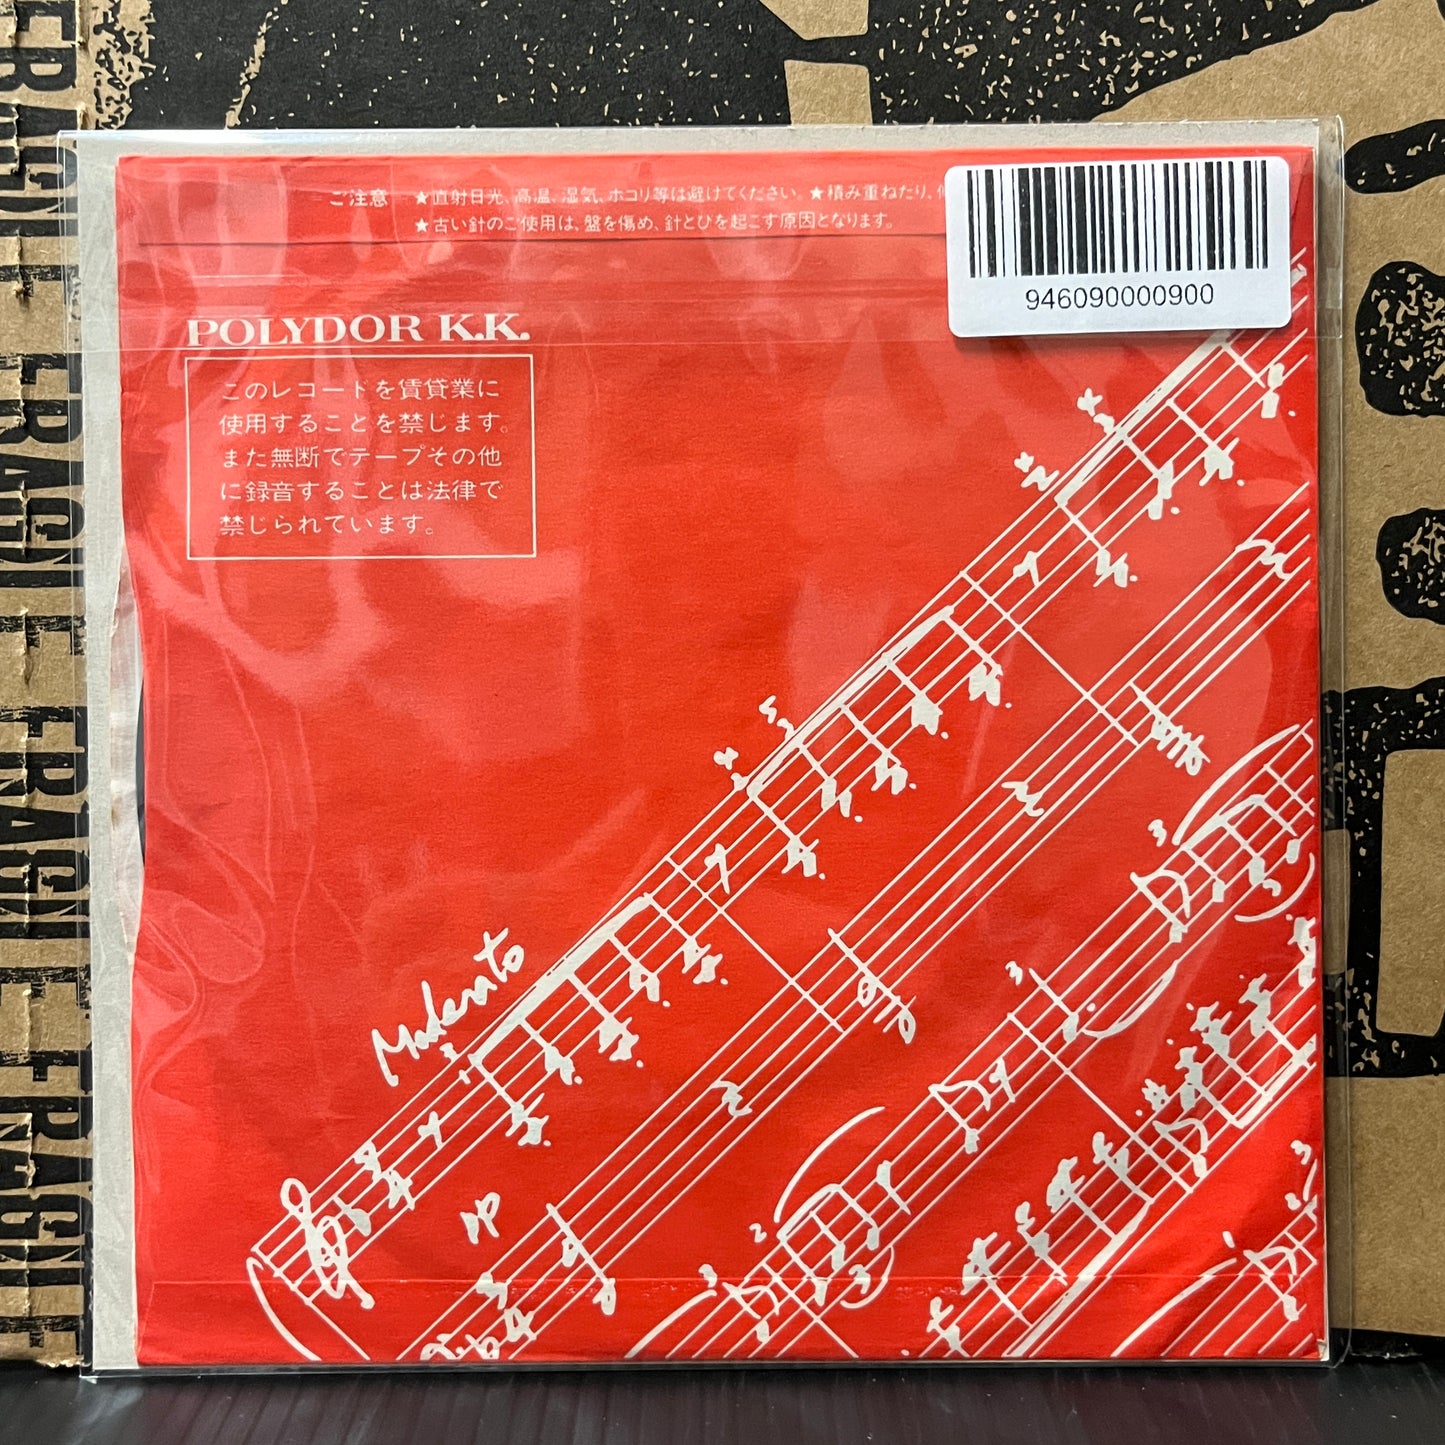 ご注意 ★直射日光、高温、湿気、ホコリ等は避けてください. ★積み重ねたり、
★古い針のご使用は、盤を傷め、針とびを起こす原因となります。
946090000900
POLYDOR K.K.
このレコードを賃貸業に
使用することを禁じます。
また無断でテープその他
に録音することは法律で
禁じられています。
Moderato
FRAGILE FRAGILE FRAGILE FRAGILE